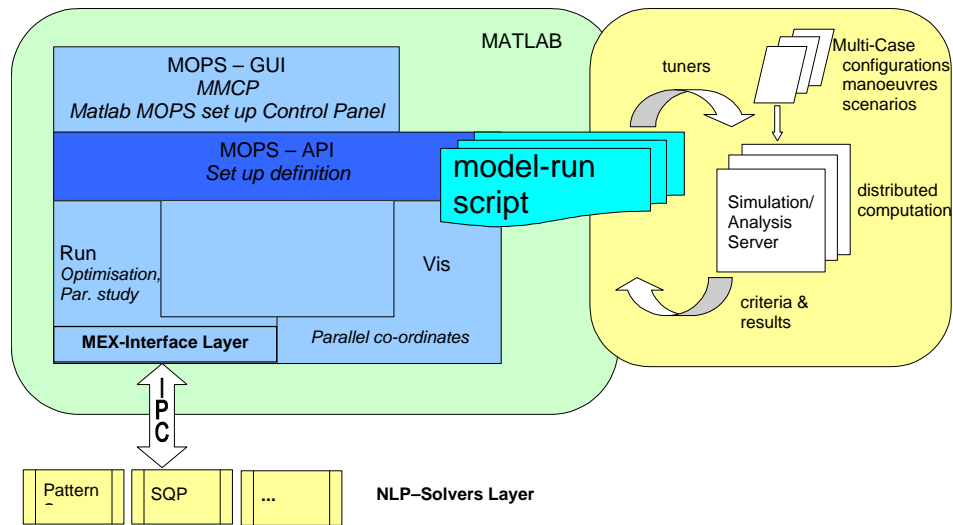 MATLAB
MOPS – GUI
MMCP
Matlab MOPS set up Control Panel
MOPS – API
Set up definition
model-run
script
Run
Optimisation,
Par. study
Vis
MEX-Interface Layer
Parallel co-ordinates
IPC
Pattern
SQP
...
NLP–Solvers Layer
tuners
Multi-Case
configurations
manoeuvres
scenarios
Simulation/
Analysis
Server
distributed
computation
criteria &
results